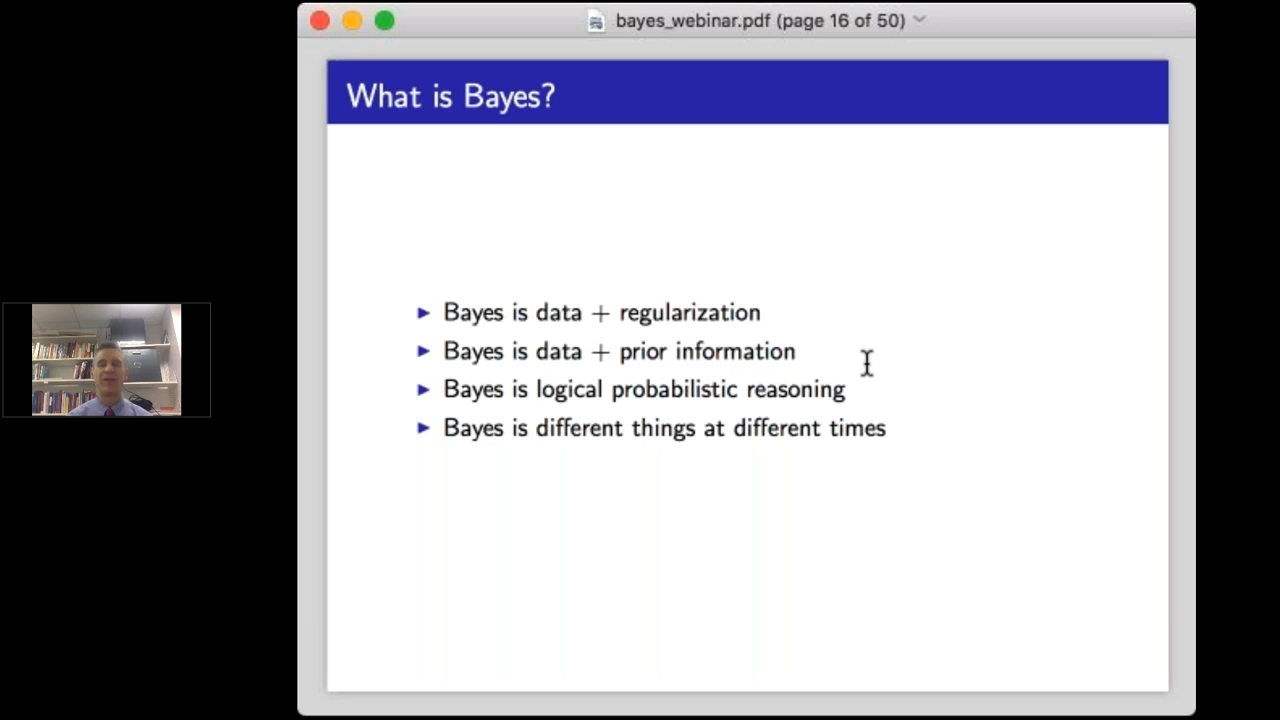 bayes_webinar.pdf (page 16 of 50)
What is Bayes?
► Bayes is data + regularization
► Bayes is data + prior information
► Bayes is logical probabilistic reasoning
► Bayes is different things at different times